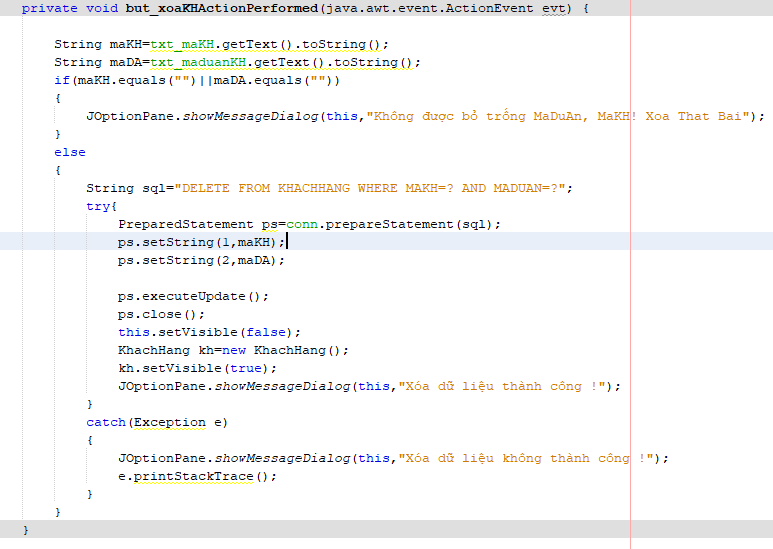 private void but_xoaKHActionPerformed(java.awt.event.ActionEvent evt) {
String maKH=txt_maKH.getText().toString();
String maDA=txt_maduanKH.getText().toString();
if(maKH.equals("")||maDA.equals(""))
{
JOptionPane.showMessageDialog(this,"Không được bỏ trống MaDuAn, MaKH! Xoa That Bai");
}
else
{
String sql="DELETE FROM KHACHHANG WHERE MAKH=? AND MADUAN=?";
try{
PreparedStatement ps=conn.prepareStatement(sql);
ps.setString(1,maKH);
ps.setString(2,maDA);
ps.executeUpdate();
ps.close();
this.setVisible(false);
KhachHang kh=new KhachHang();
kh.setVisible(true);
JOptionPane.showMessageDialog(this,"Xóa dữ liệu thành công !");
}
catch(Exception e)
{
JOptionPane.showMessageDialog(this,"Xóa dữ liệu không thành công !");
e.printStackTrace();
}
}
}